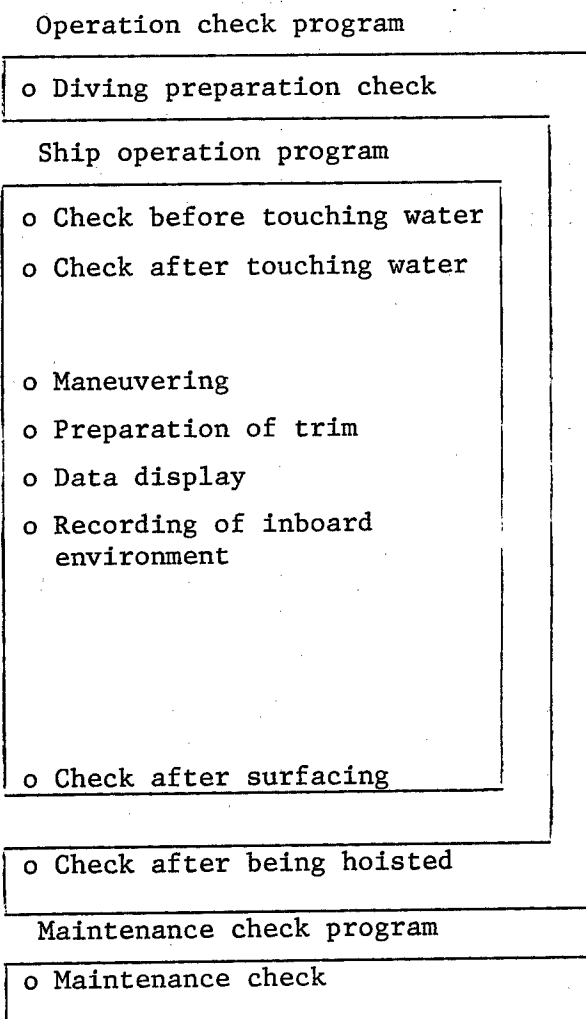 Operation check program
o Diving preparation check
Ship operation program
o Check before touching water
o Check after touching water
o Maneuvering
o Preparation of trim
o Data display
o Recording of inboard
environment
o Check after surfacing
o Check after being hoisted
Maintenance check program
o Maintenance check